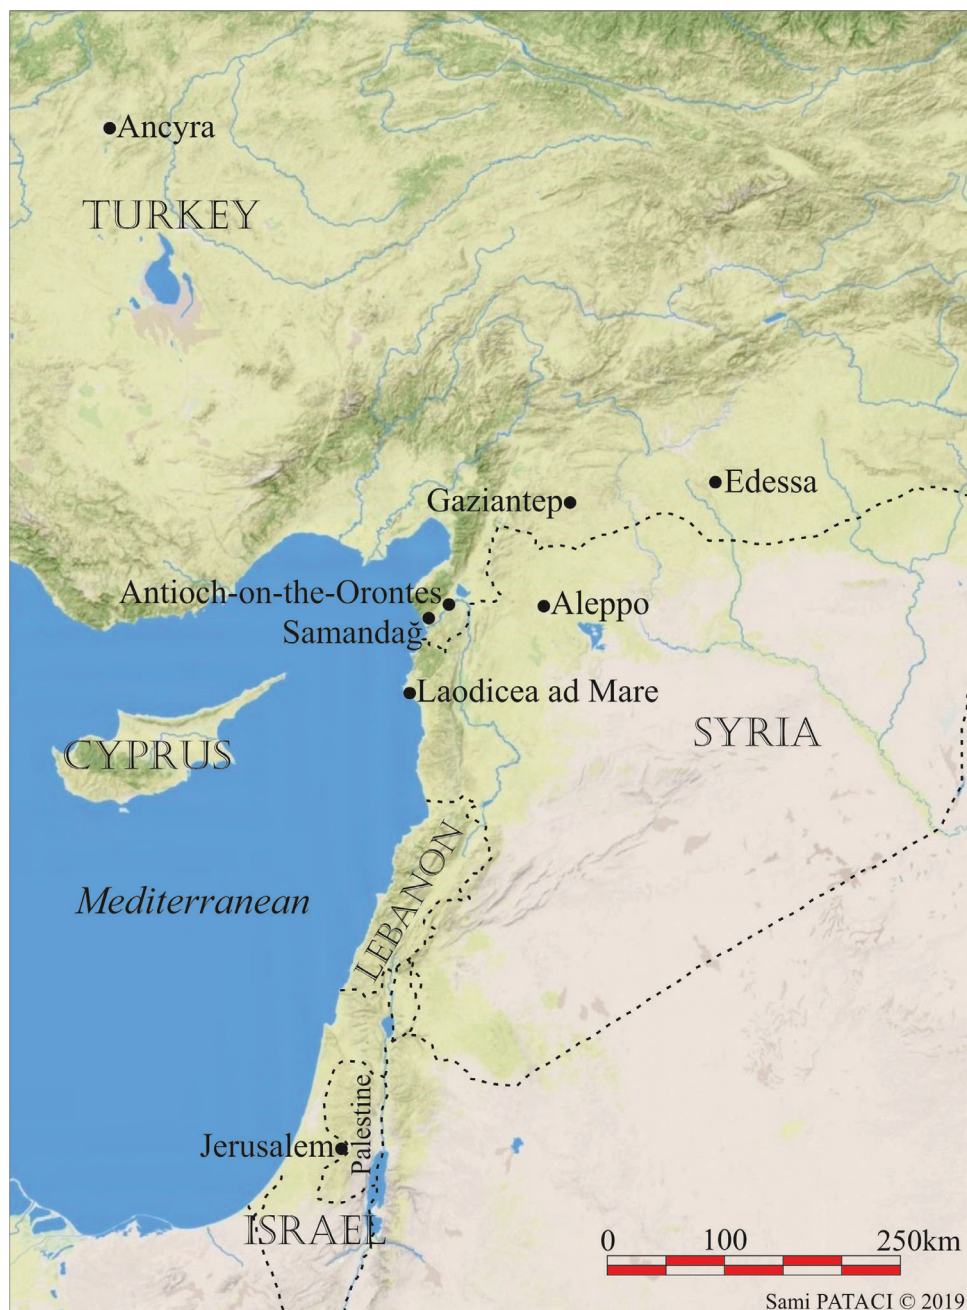 Ancyra
TURKEY
Edessa
Gaziantep
Antioch-on-the-Orontes
Aleppo
Samandağ
Laodicea ad Mare
SYRIA
CYPRUS
LEBANON
Mediterranean
Palestine
Jerusalem
ISRAEL
0 100 250km
Sami PATACI © 2019